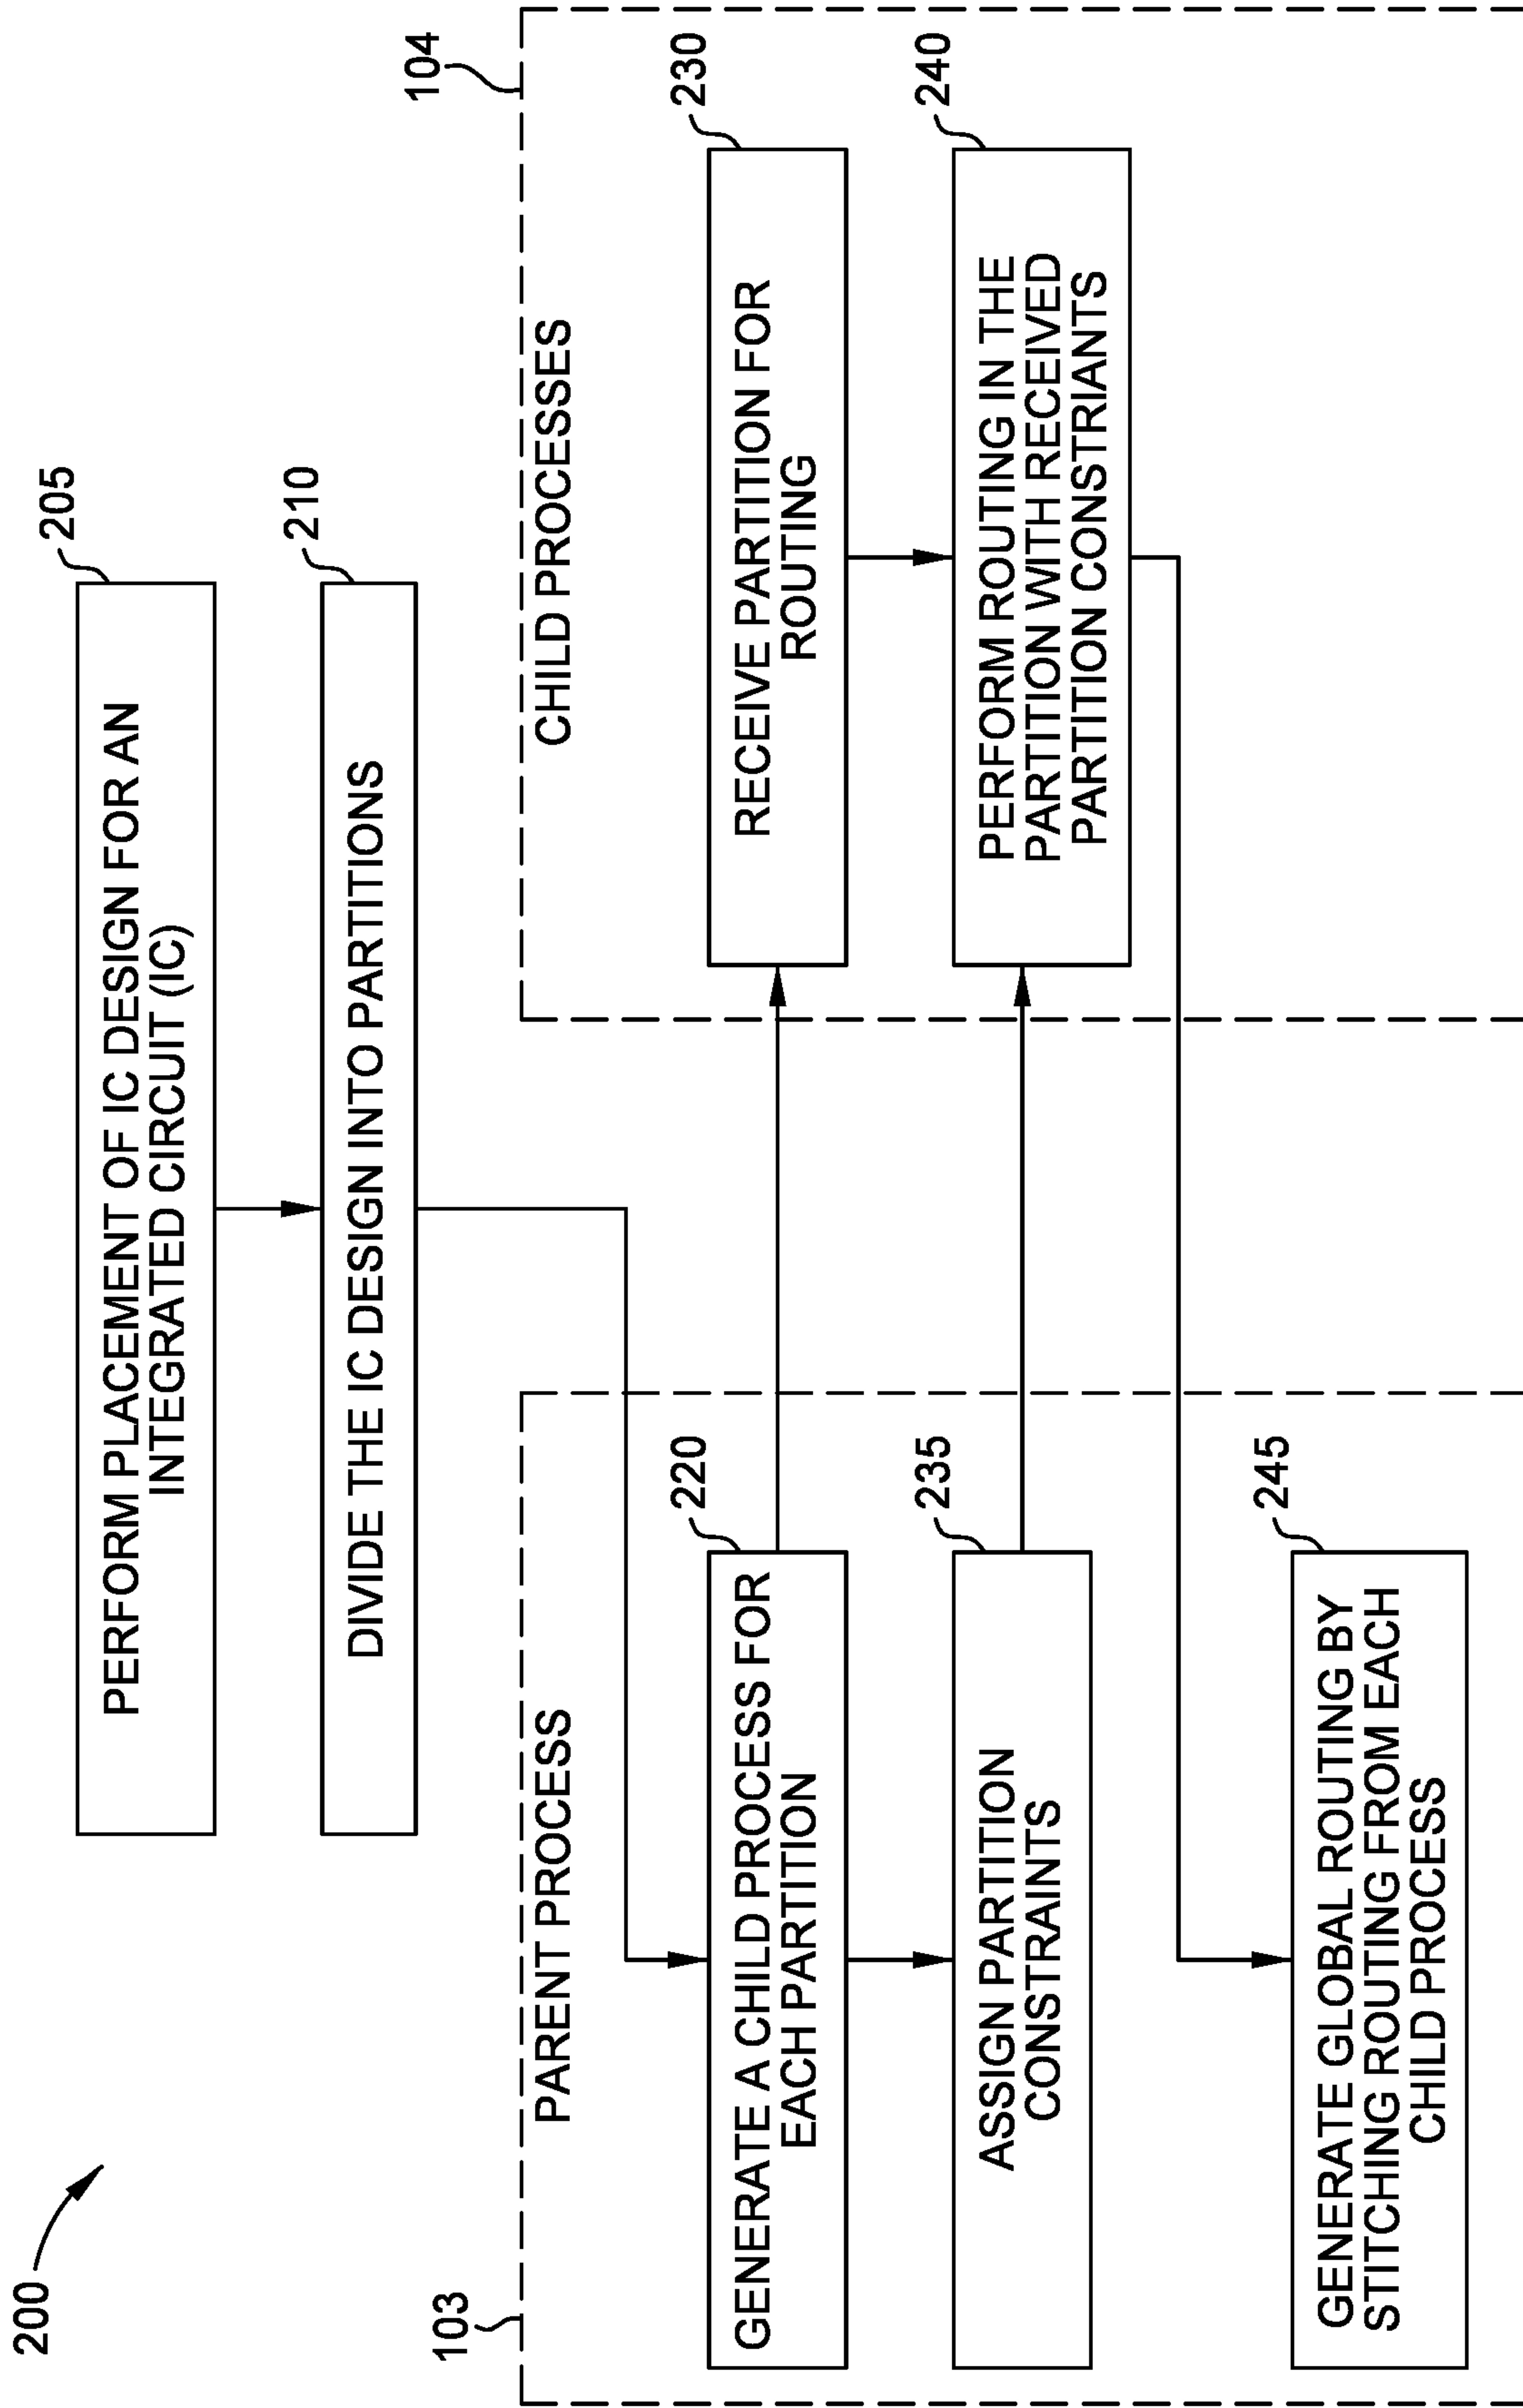 200
205
PERFORM PLACEMENT OF IC DESIGN FOR AN
INTEGRATED CIRCUIT (IC)
210
DIVIDE THE IC DESIGN INTO PARTITIONS
103
PARENT PROCESS
220
GENERATE A CHILD PROCESS FOR
EACH PARTITION
235
ASSIGN PARTITION
CONSTRAINTS
245
GENERATE GLOBAL ROUTING BY
STITCHING ROUTING FROM EACH
CHILD PROCESS
104
CHILD PROCESSES
230
RECEIVE PARTITION FOR
ROUTING
240
PERFORM ROUTING IN THE
PARTITION WITH RECEIVED
PARTITION CONSTRIANTS